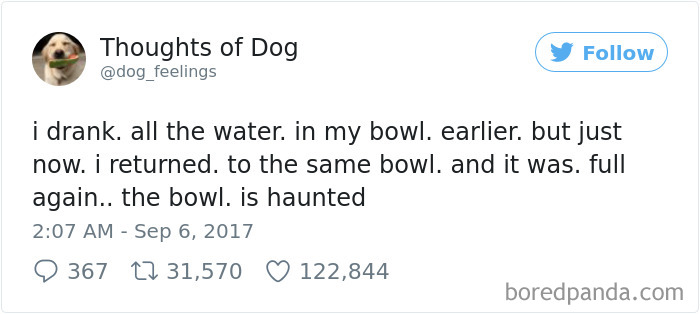 Thoughts of Dog
@dog_feelings
Follow
i drank. all the water. in my bowl. earlier. but just
now. i returned. to the same bowl. and it was. full
again.. the bowl. is haunted
2:07 AM - Sep 6, 2017
367 31,570 122,844
boredpanda.com